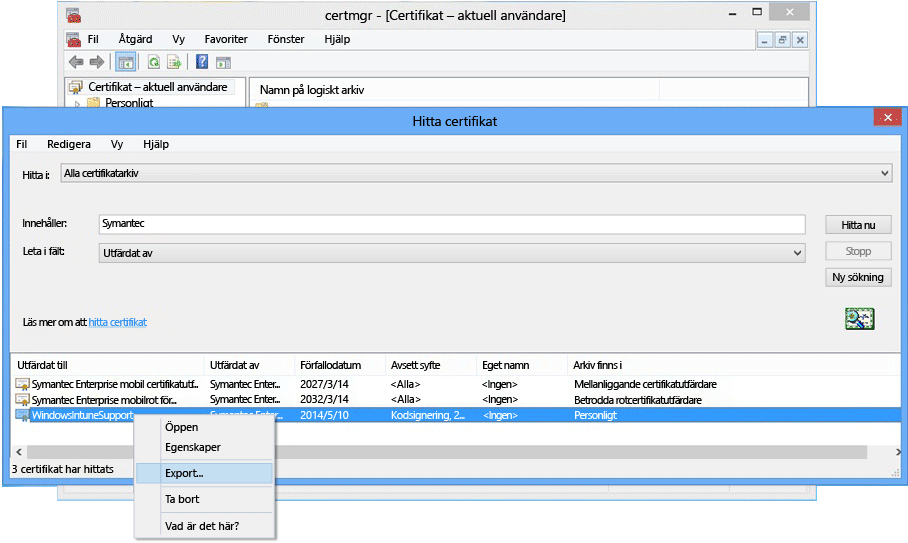 certmgr - [Certifikat – aktuell användare]
Fil Åtgärd Vy Favoriter Fönster Hjälp
Certifikat – aktuell användare
Namn på logiskt arkiv
Personligt
Hitta certifikat
Fil Redigera Vy Hjälp
Hitta i: Alla certifikatarkiv
Innehåller: Symantec Hitta nu
Leta i fält: Utfärdat av Stopp
Ny sökning
Läs mer om att hitta certifikat
Utfärdat till Utfärdat av Förfallodatum Avsett syfte Eget namn Arkiv finns i
Symantec Enterprise mobil certifikatutf... Symantec Enter... 2027/3/14 <Alla> <Ingen> Mellanliggande certifikatutfärdare
Symantec Enterprise mobilrot för... Symantec Enter... 2032/3/14 <Alla> <Ingen> Betrodda rotcertifikatutfärdare
WindowsIntuneSupport Symantec Enter... 2014/5/10 Kodsignering, 2... <Ingen> Personligt
Öppen
Egenskaper
Export...
Ta bort
Vad är det här?
3 certifikat har hittats